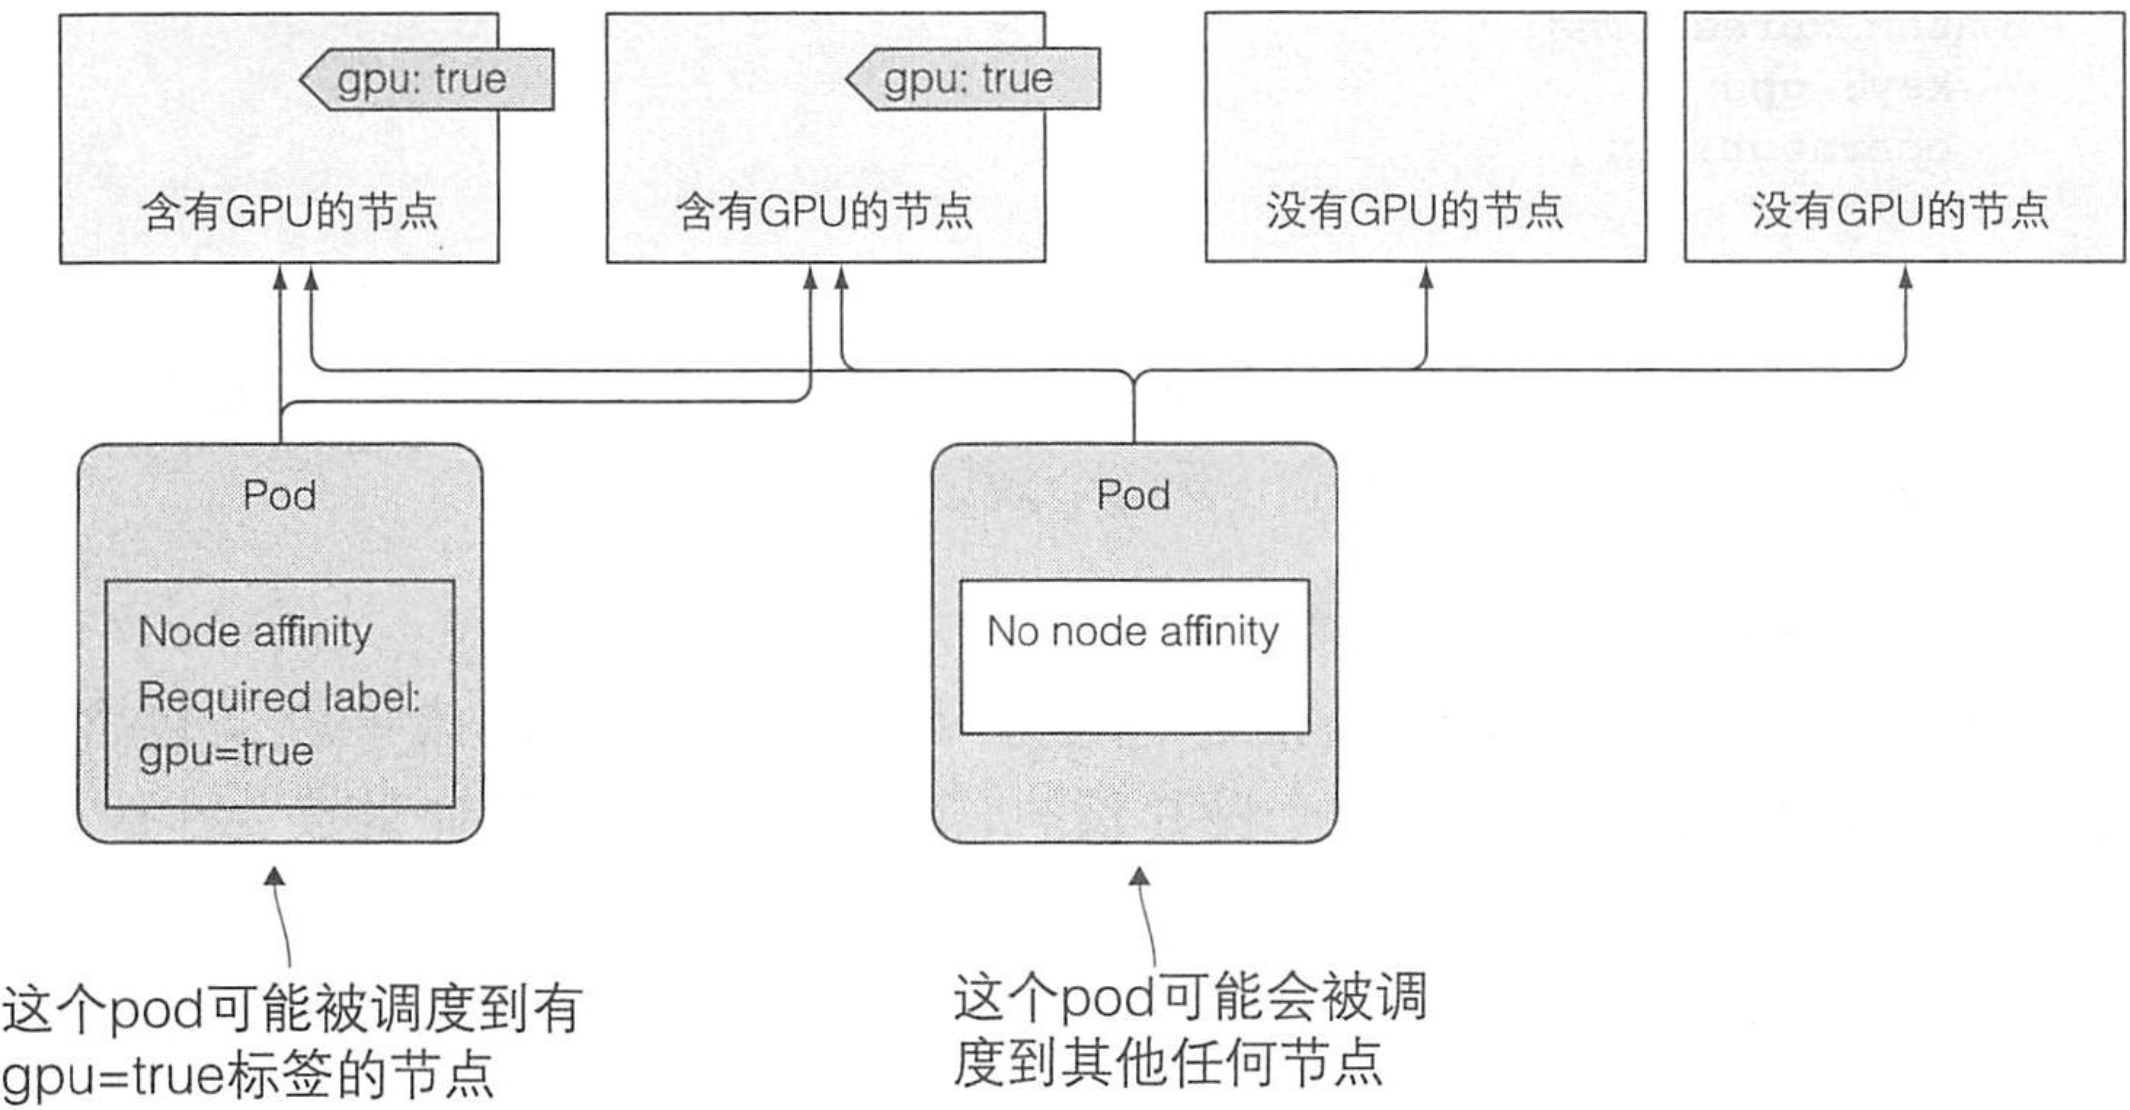 gpu: true
gpu: true
含有GPU的节点
含有GPU的节点
没有GPU的节点
没有GPU的节点
Pod
Node affinity
Required label:
gpu=true
Pod
No node affinity
这个pod可能被调度到有
gpu=true标签的节点
这个pod可能会被调
度到其他任何节点